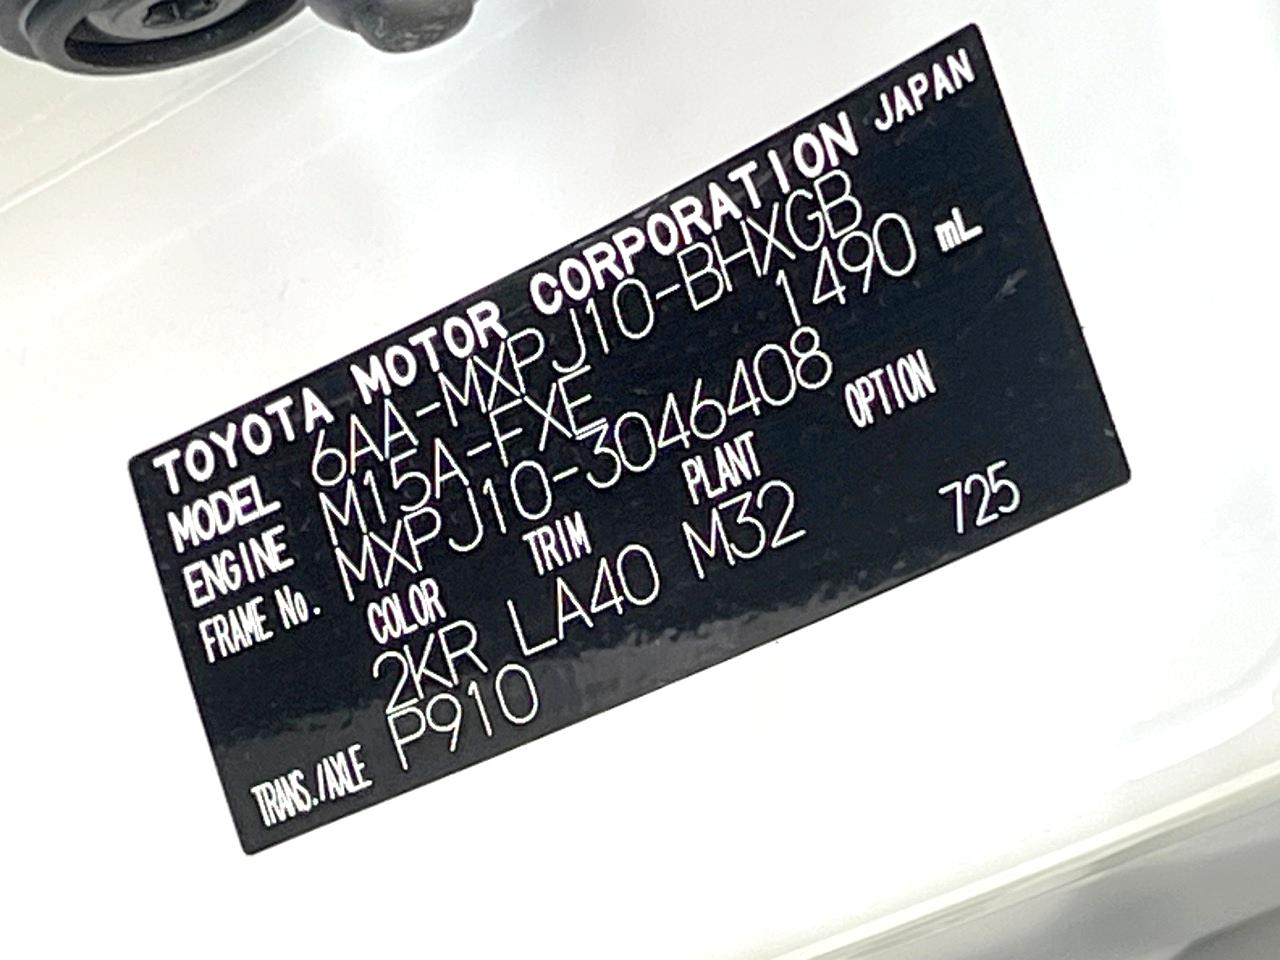 TOYOTA MOTOR CORPORATION JAPAN
MODEL 6AA-MXPJ10-BHXGB
ENGINE M15A-FXE 1490 mL
FRAME No. MXPJ10-3046408
COLOR TRIM PLANT OPTION
2KR LA40 M32 725
TRANS./AXLE P910